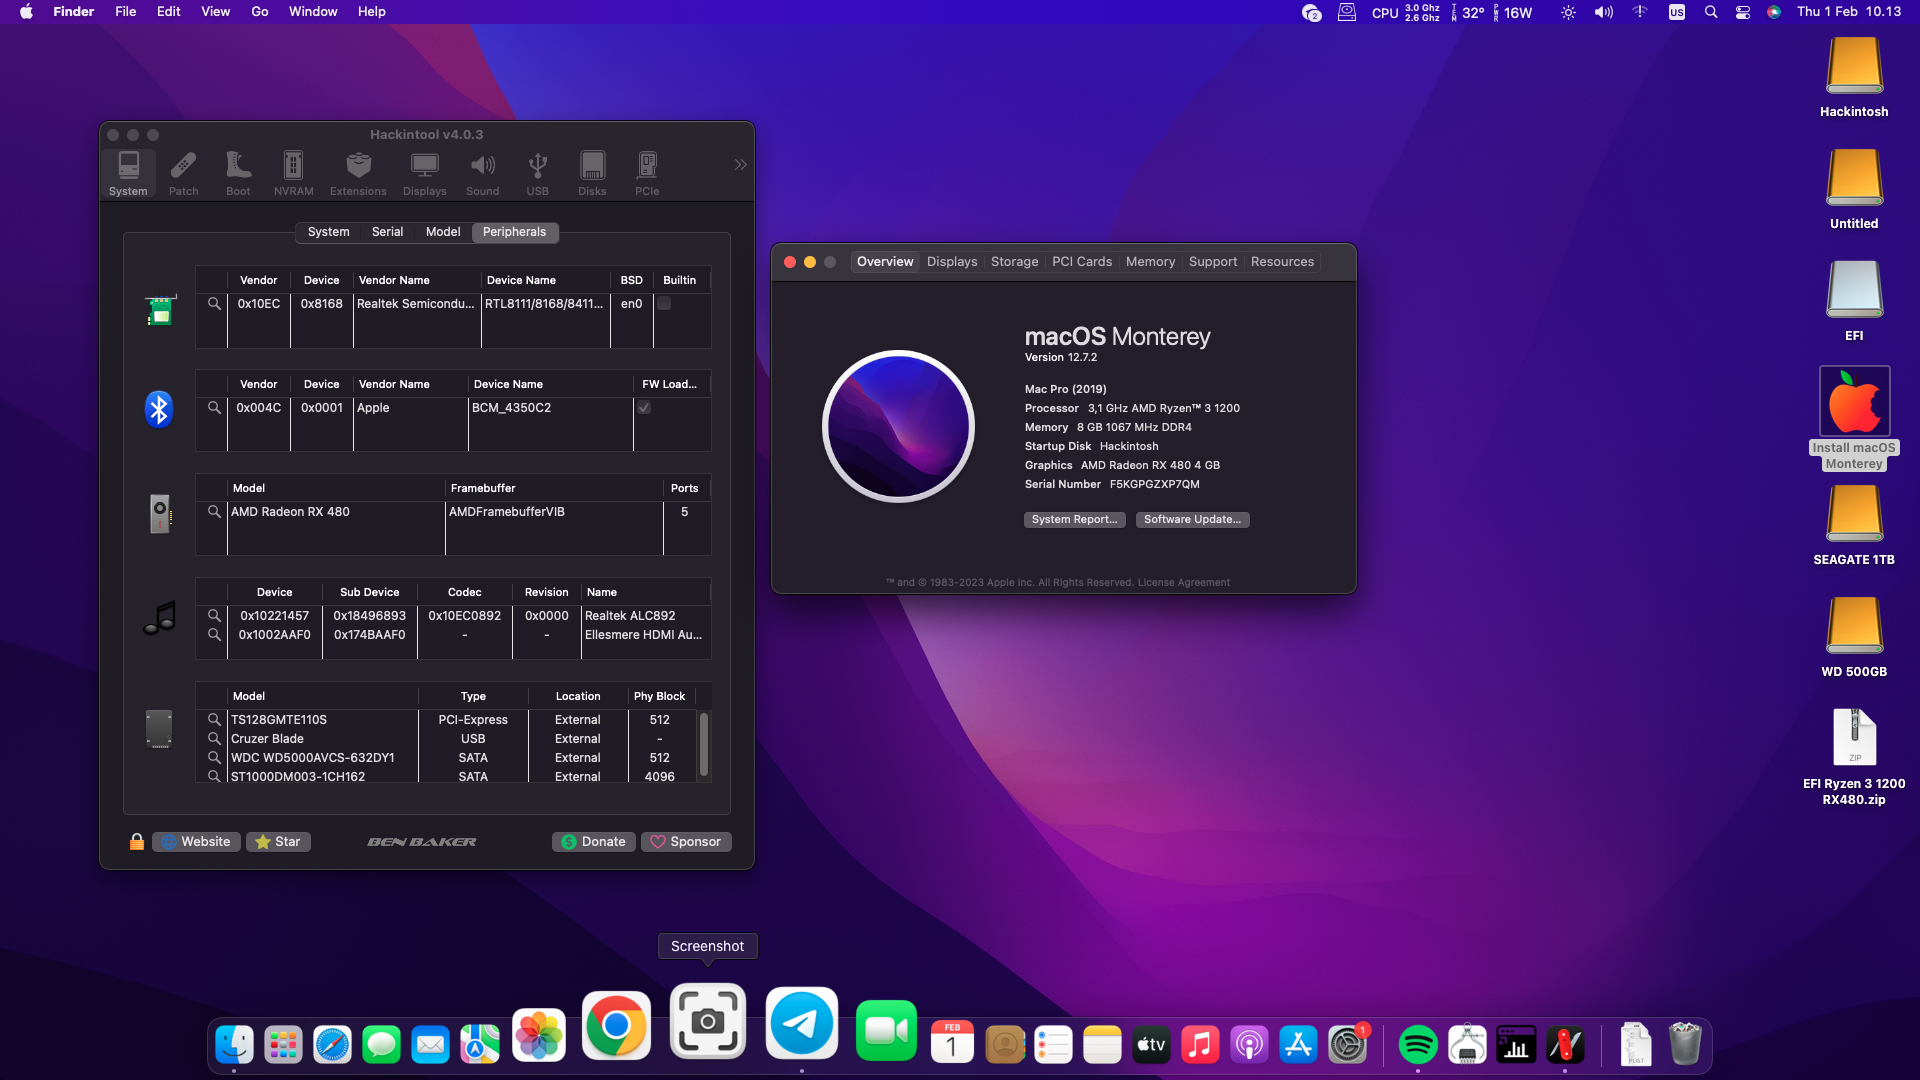 Finder File Edit View Go Window Help
2 CPU 3.0 Ghz 2.6 Ghz 32° 16W US Thu 1 Feb 10.13
Hackintool v4.0.3
System Patch Boot NVRAM Extensions Displays Sound USB Disks PCIe
System Serial Model Peripherals
Vendor Device Vendor Name Device Name BSD Builtin
0x10EC 0x8168 Realtek Semicondu... RTL8111/8168/8411... en0
Vendor Device Vendor Name Device Name FW Load...
0x004C 0x0001 Apple BCM_4350C2
Model Framebuffer Ports
AMD Radeon RX 480 AMDFramebufferVIB 5
Device Sub Device Codec Revision Name
0x10221457 0x18496893 0x10EC0892 0x0000 Realtek ALC892
0x1002AAF0 0x174BAAF0 - - Ellesmere HDMI Au...
Model Type Location Phy Block
TS128GMTE110S PCI-Express External 512
Cruzer Blade USB External -
WDC WD5000AVCS-632DY1 SATA External 512
ST1000DM003-1CH162 SATA External 4096
Website Star BEN BAKER Donate Sponsor
Overview Displays Storage PCI Cards Memory Support Resources
macOS Monterey
Version 12.7.2
Mac Pro (2019)
Processor 3,1 GHz AMD Ryzen™ 3 1200
Memory 8 GB 1067 MHz DDR4
Startup Disk Hackintosh
Graphics AMD Radeon RX 480 4 GB
Serial Number F5KGPGZXP7QM
System Report... Software Update...
™ and © 1983-2023 Apple Inc. All Rights Reserved. License Agreement
Hackintosh
Untitled
EFI
Install macOS
Monterey
SEAGATE 1TB
WD 500GB
ZIP
EFI Ryzen 3 1200
RX480.zip
Screenshot
FEB
1
tv
1
PLIST